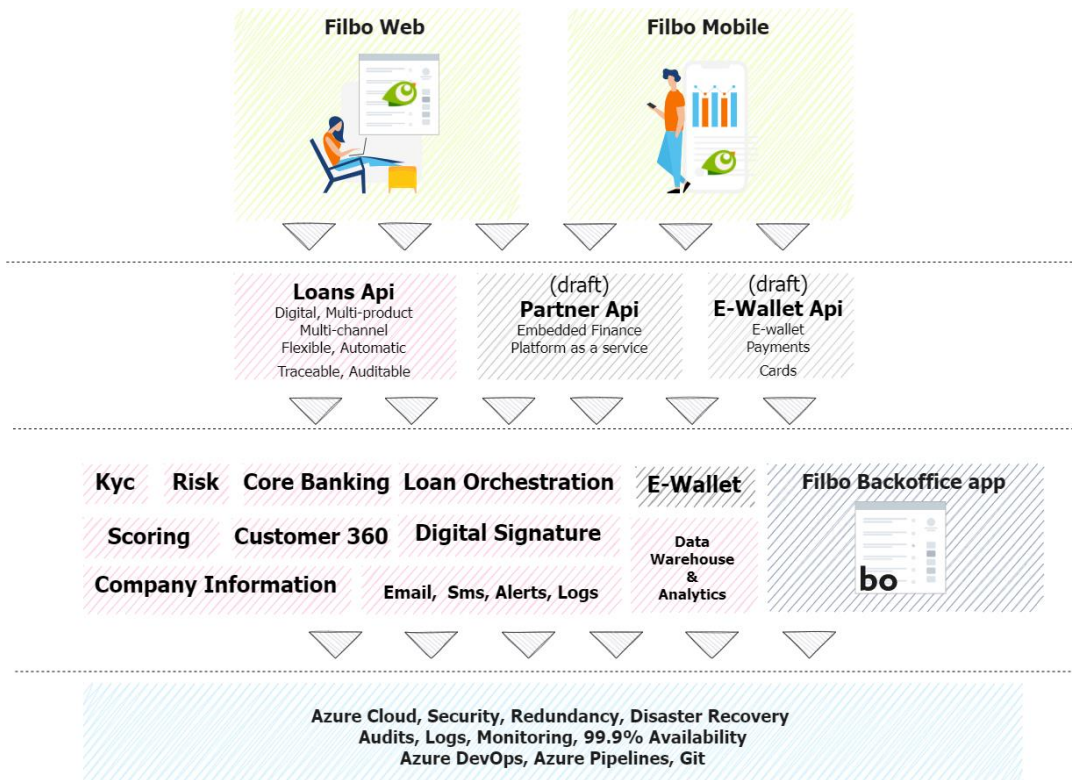 Filbo Web
Filbo Mobile
Loans Api
Digital, Multi-product
Multi-channel
Flexible, Automatic
Traceable, Auditable
(draft)
Partner Api
Embedded Finance
Platform as a service
(draft)
E-Wallet Api
E-wallet
Payments
Cards
Kyc
Risk
Core Banking
Loan Orchestration
E-Wallet
Filbo Backoffice app
Scoring
Customer 360
Digital Signature
Data
Warehouse
&
Analytics
bo
Company Information
Email, Sms, Alerts, Logs
Azure Cloud, Security, Redundancy, Disaster Recovery
Audits, Logs, Monitoring, 99.9% Availability
Azure DevOps, Azure Pipelines, Git